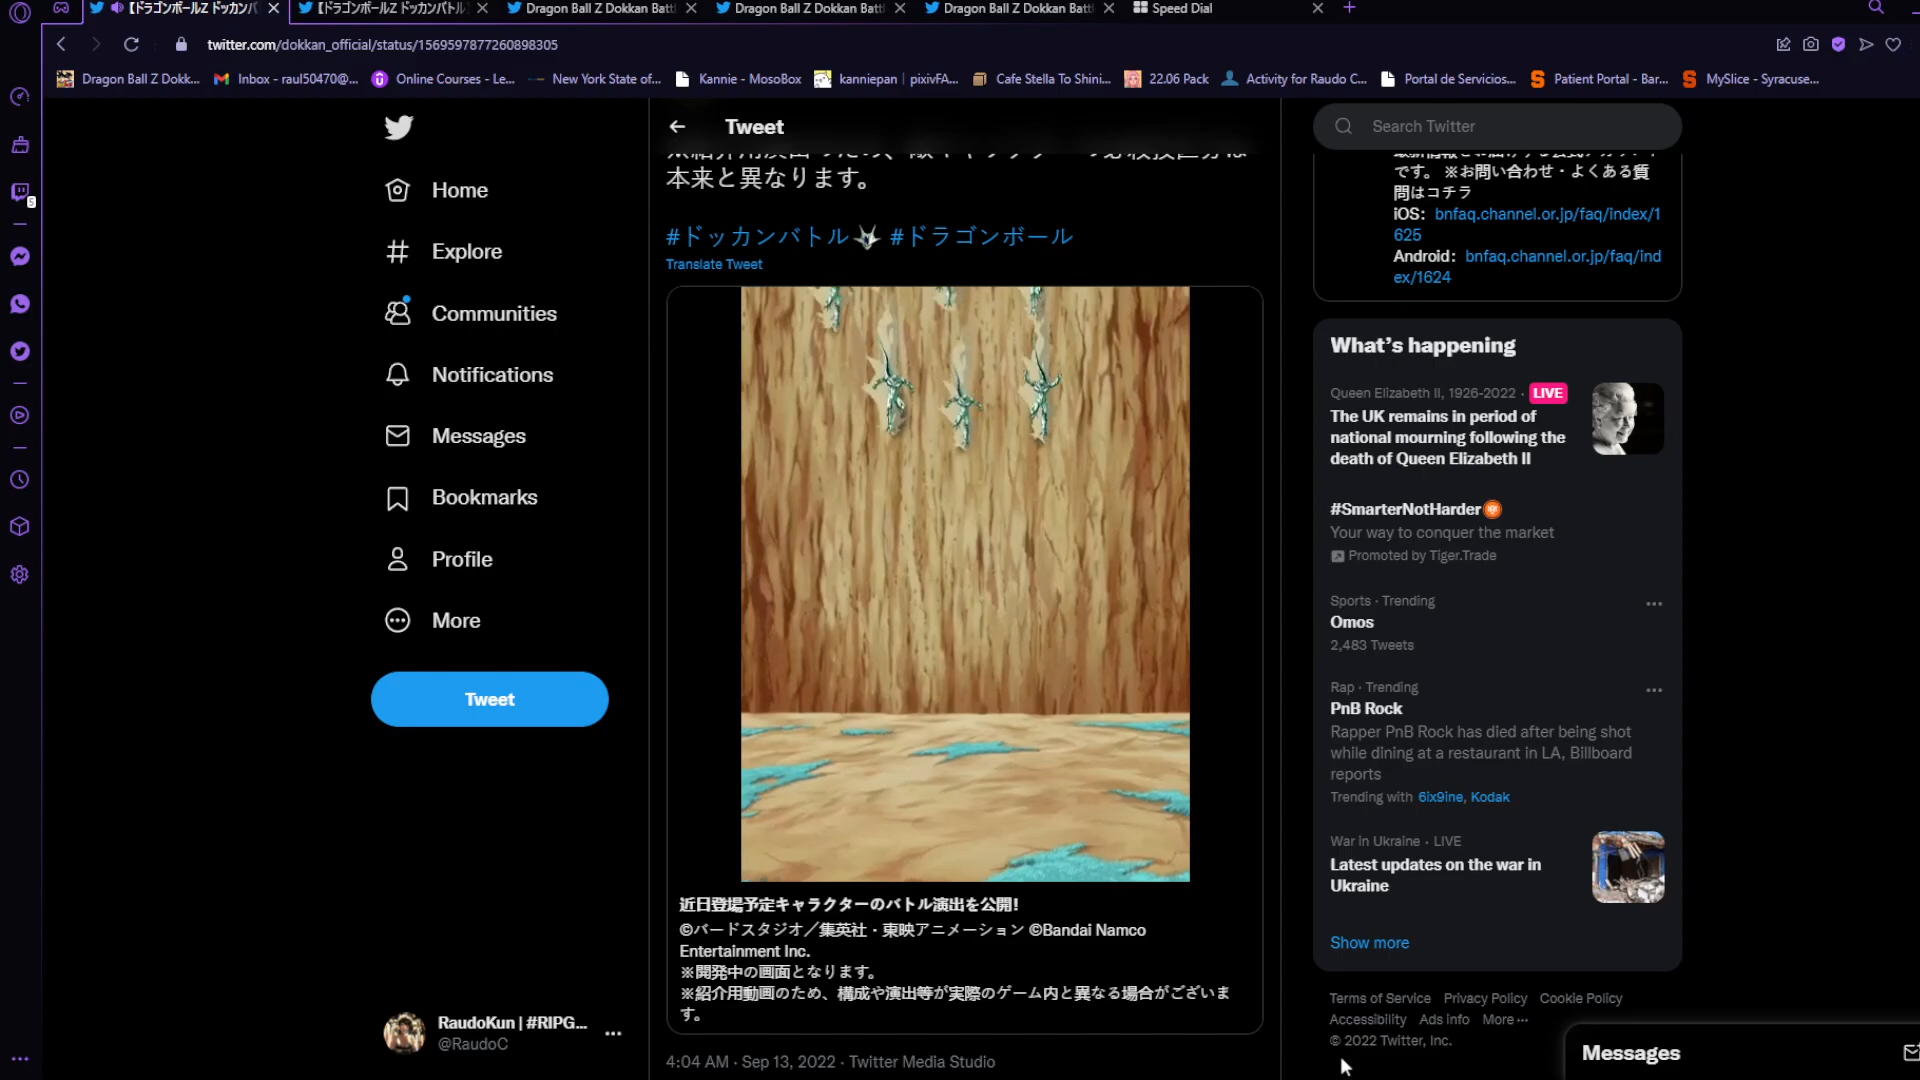 【ドラゴンボールZ ドッカンバ
【ドラゴンボールZ ドッカンバトル
Dragon Ball Z Dokkan Batt
Dragon Ball Z Dokkan Batt
Dragon Ball Z Dokkan Batt
Speed Dial
twitter.com/dokkan_official/status/1569597877260898305
Dragon Ball Z Dokk...
Inbox - raul50470@...
Online Courses - Le...
New York State of...
Kannie - MosoBox
kanniepan | pixivFA...
Cafe Stella To Shini...
22.06 Pack
Activity for Raudo C...
Portal de Servicios...
Patient Portal - Bar...
MySlice - Syracuse...
5
Home
Explore
Communities
Notifications
Messages
Bookmarks
Profile
More
Tweet
RaudoKun | #RIPG...
@RaudoC
Tweet
本来と異なります。
#ドッカンバトル #ドラゴンボール
Translate Tweet
近日登場予定キャラクターのバトル演出を公開!
©バードスタジオ／集英社・東映アニメーション ©Bandai Namco
Entertainment Inc.
※開発中の画面となります。
※紹介用動画のため、構成や演出等が実際のゲーム内と異なる場合がございま
す。
4:04 AM · Sep 13, 2022 · Twitter Media Studio
Search Twitter
です。 ※お問い合わせ・よくある質
問はコチラ
iOS： bnfaq.channel.or.jp/faq/index/1
625
Android： bnfaq.channel.or.jp/faq/ind
ex/1624
What's happening
Queen Elizabeth II, 1926-2022 · LIVE
The UK remains in period of
national mourning following the
death of Queen Elizabeth II
#SmarterNotHarder
Your way to conquer the market
Promoted by Tiger.Trade
Sports · Trending
Omos
2,483 Tweets
Rap · Trending
PnB Rock
Rapper PnB Rock has died after being shot
while dining at a restaurant in LA, Billboard
reports
Trending with 6ix9ine, Kodak
War in Ukraine · LIVE
Latest updates on the war in
Ukraine
Show more
Terms of Service Privacy Policy Cookie Policy
Accessibility Ads info More ···
© 2022 Twitter, Inc.
Messages